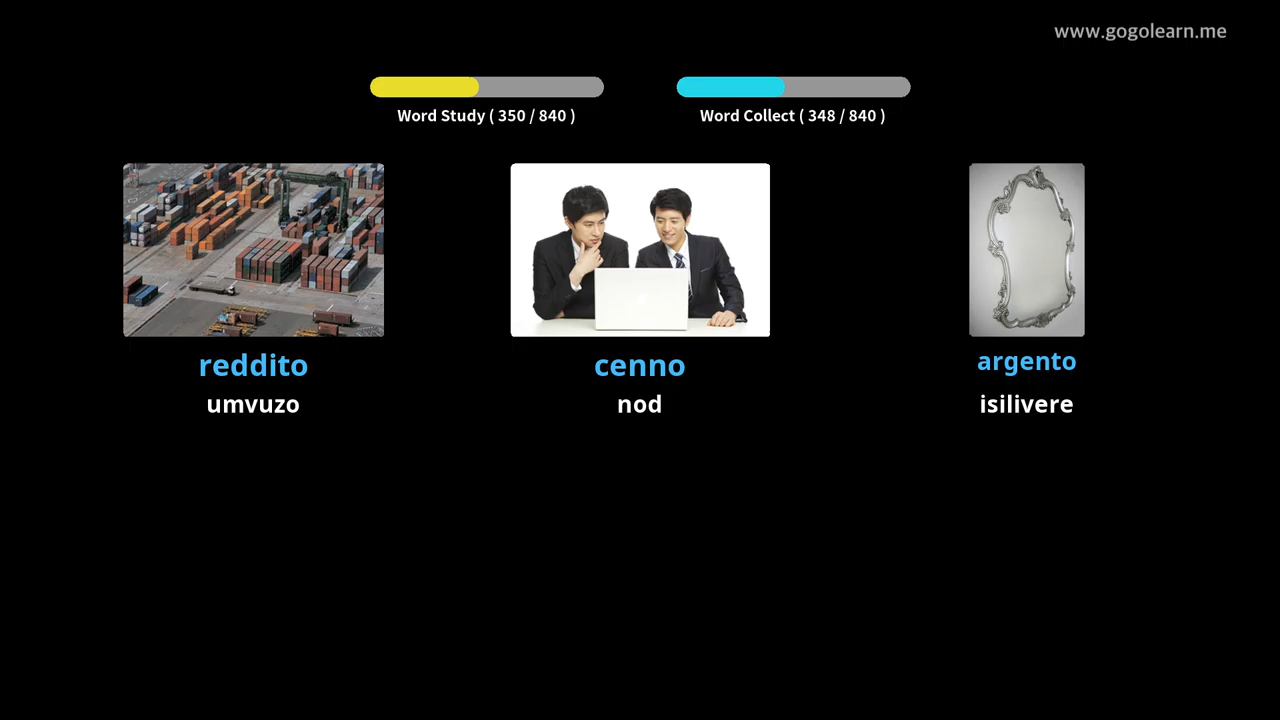 www.gogolearn.me
Word Study ( 350 / 840 )
Word Collect ( 348 / 840 )
reddito
umvuzo
cenno
nod
argento
isilivere